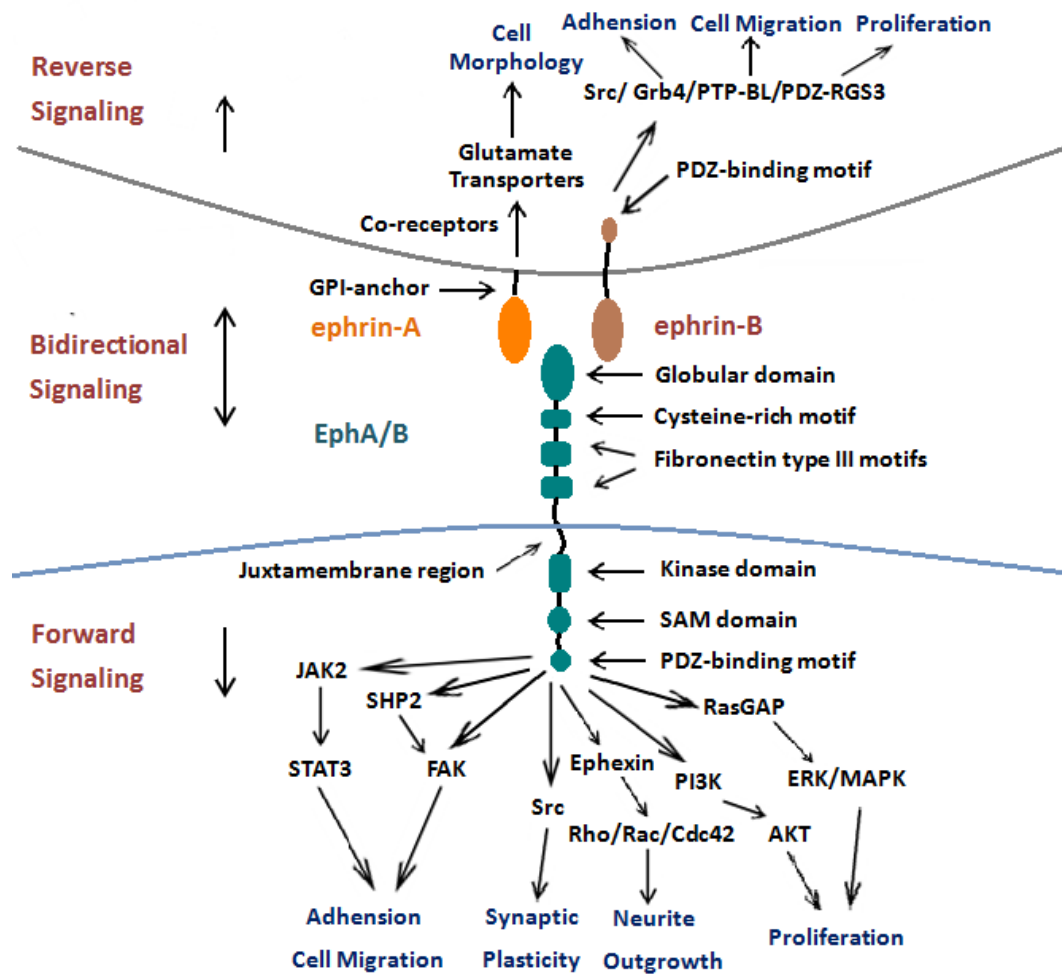 Adhension Cell Migration Proliferation
Cell
Morphology
Reverse
Signaling
Src/ Grb4/PTP-BL/PDZ-RGS3
Glutamate
Transporters
PDZ-binding motif
Co-receptors
GPI-anchor
ephrin-A
ephrin-B
Bidirectional
Signaling
Globular domain
Cysteine-rich motif
EphA/B
Fibronectin type III motifs
Juxtamembrane region
Kinase domain
SAM domain
Forward
Signaling
PDZ-binding motif
JAK2
SHP2
RasGAP
STAT3
FAK
Ephexin
PI3K
ERK/MAPK
Src
Rho/Rac/Cdc42
AKT
Adhension
Cell Migration
Synaptic
Plasticity
Neurite
Outgrowth
Proliferation